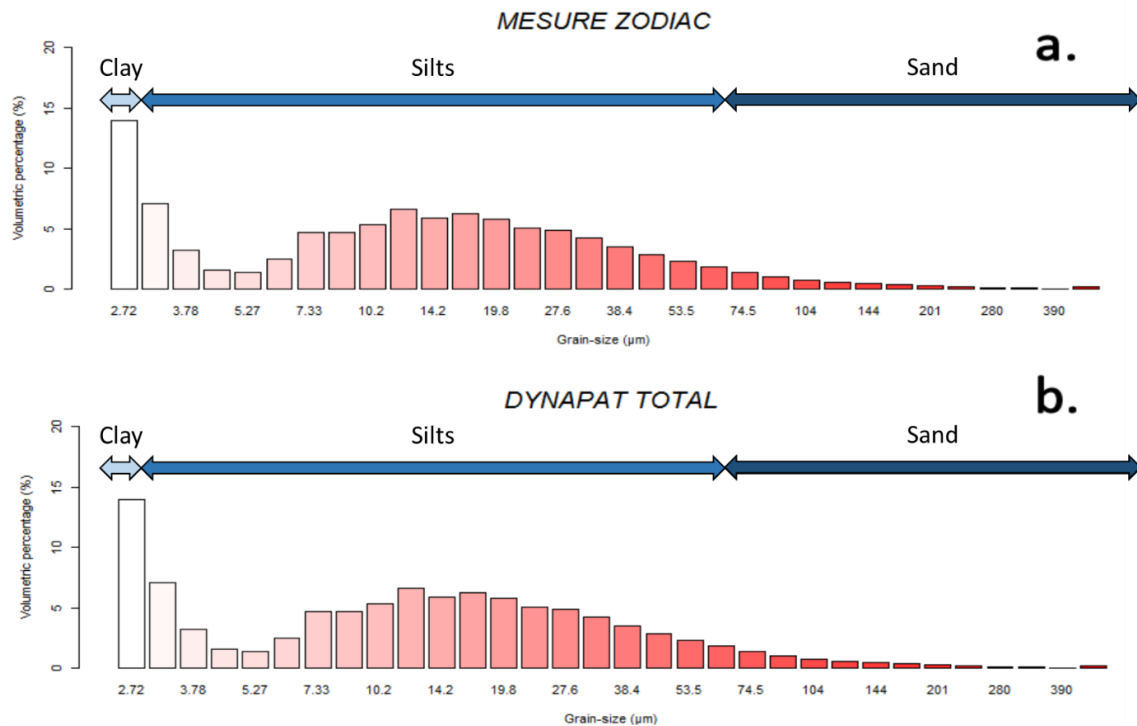 MESURE ZODIAC
a.
Clay Silts Sand
20
15
10
5
0
Volumetric percentage (%)
2.72 3.78 5.27 7.33 10.2 14.2 19.8 27.6 38.4 53.5 74.5 104 144 201 280 390
Grain-size (µm)
DYNAPAT TOTAL
b.
Clay Silts Sand
20
15
10
5
0
Volumetric percentage (%)
2.72 3.78 5.27 7.33 10.2 14.2 19.8 27.6 38.4 53.5 74.5 104 144 201 280 390
Grain-size (µm)